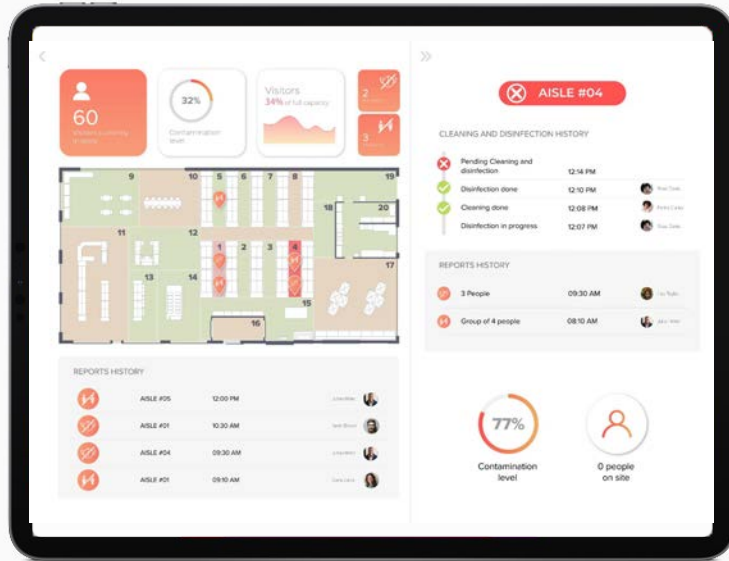 60
Visitors currently
in store
32%
Contamination
level
Visitors
34% of full capacity
2
3
9
10
5
6
7
8
19
18
20
11
12
1
2
3
4
17
13
14
15
16
REPORTS HISTORY
AISLE #05 12:00 PM
AISLE #01 10:30 AM
AISLE #04 09:30 AM
AISLE #01 09:10 AM
AISLE #04
CLEANING AND DISINFECTION HISTORY
Pending Cleaning and
disinfection 12:14 PM
Disinfection done 12:10 PM
Cleaning done 12:08 PM
Disinfection in progress 12:07 PM
REPORTS HISTORY
3 People 09:30 AM
Group of 4 people 08:10 AM
77%
Contamination
level
0 people
on site